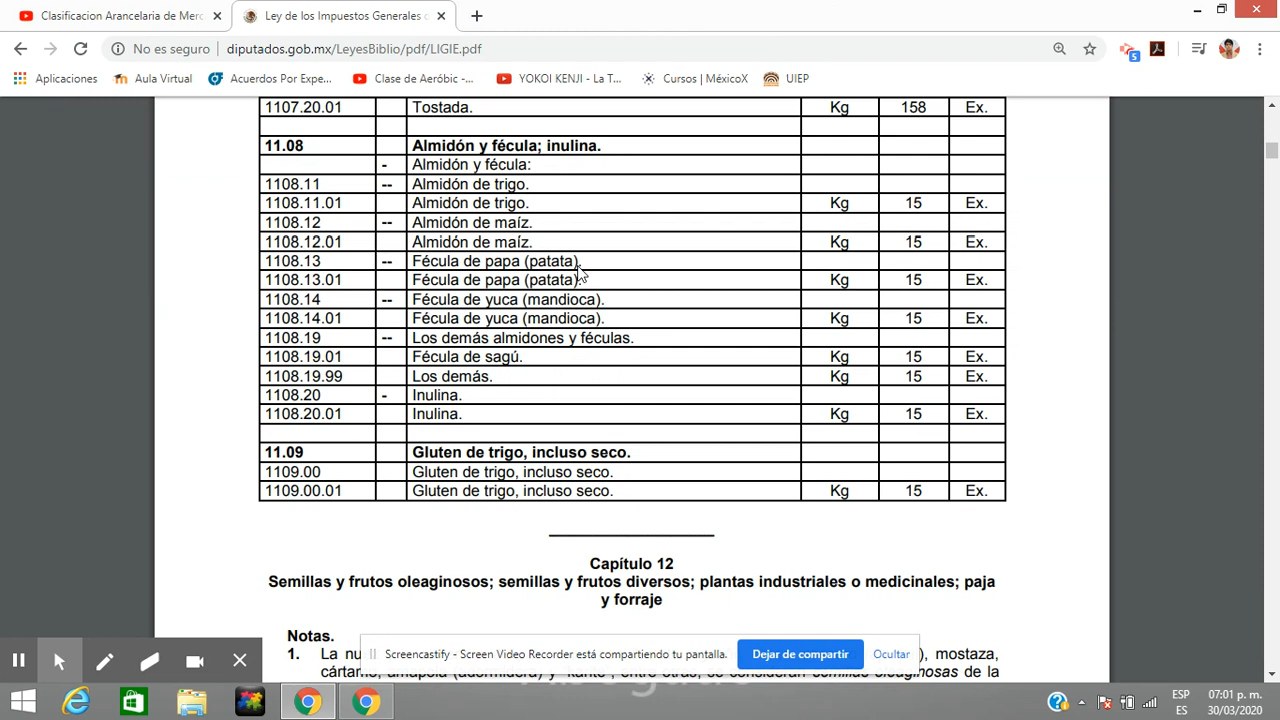 Clasificacion Arancelaria de Merc
Ley de los Impuestos Generales d
No es seguro
deputados.gob.mx/LeyesBiblio/pdf/LIGIE.pdf
5
Aplicaciones
Aula Virtual
Acuerdos Por Expe...
Clase de Aeróbic -...
YOKOI KENJI - La T...
Cursos | MéxicoX
UIEP
1107.20.01 Tostada. Kg 158 Ex.
11.08 Almidón y fécula; inulina.
- Almidón y fécula:
1108.11 -- Almidón de trigo.
1108.11.01 Almidón de trigo. Kg 15 Ex.
1108.12 -- Almidón de maíz.
1108.12.01 Almidón de maíz. Kg 15 Ex.
1108.13 -- Fécula de papa (patata).
1108.13.01 Fécula de papa (patata). Kg 15 Ex.
1108.14 -- Fécula de yuca (mandioca).
1108.14.01 Fécula de yuca (mandioca). Kg 15 Ex.
1108.19 -- Los demás almidones y féculas.
1108.19.01 Fécula de sagú. Kg 15 Ex.
1108.19.99 Los demás. Kg 15 Ex.
1108.20 - Inulina.
1108.20.01 Inulina. Kg 15 Ex.
11.09 Gluten de trigo, incluso seco.
1109.00 Gluten de trigo, incluso seco.
1109.00.01 Gluten de trigo, incluso seco. Kg 15 Ex.
Capítulo 12
Semillas y frutos oleaginosos; semillas y frutos diversos; plantas industriales o medicinales; paja
y forraje
Notas.
1. La ), mostaza,
de la
Screencastify - Screen Video Recorder está compartiendo tu pantalla.
Dejar de compartir
Ocultar
ESP
ES
07:01 p. m.
30/03/2020